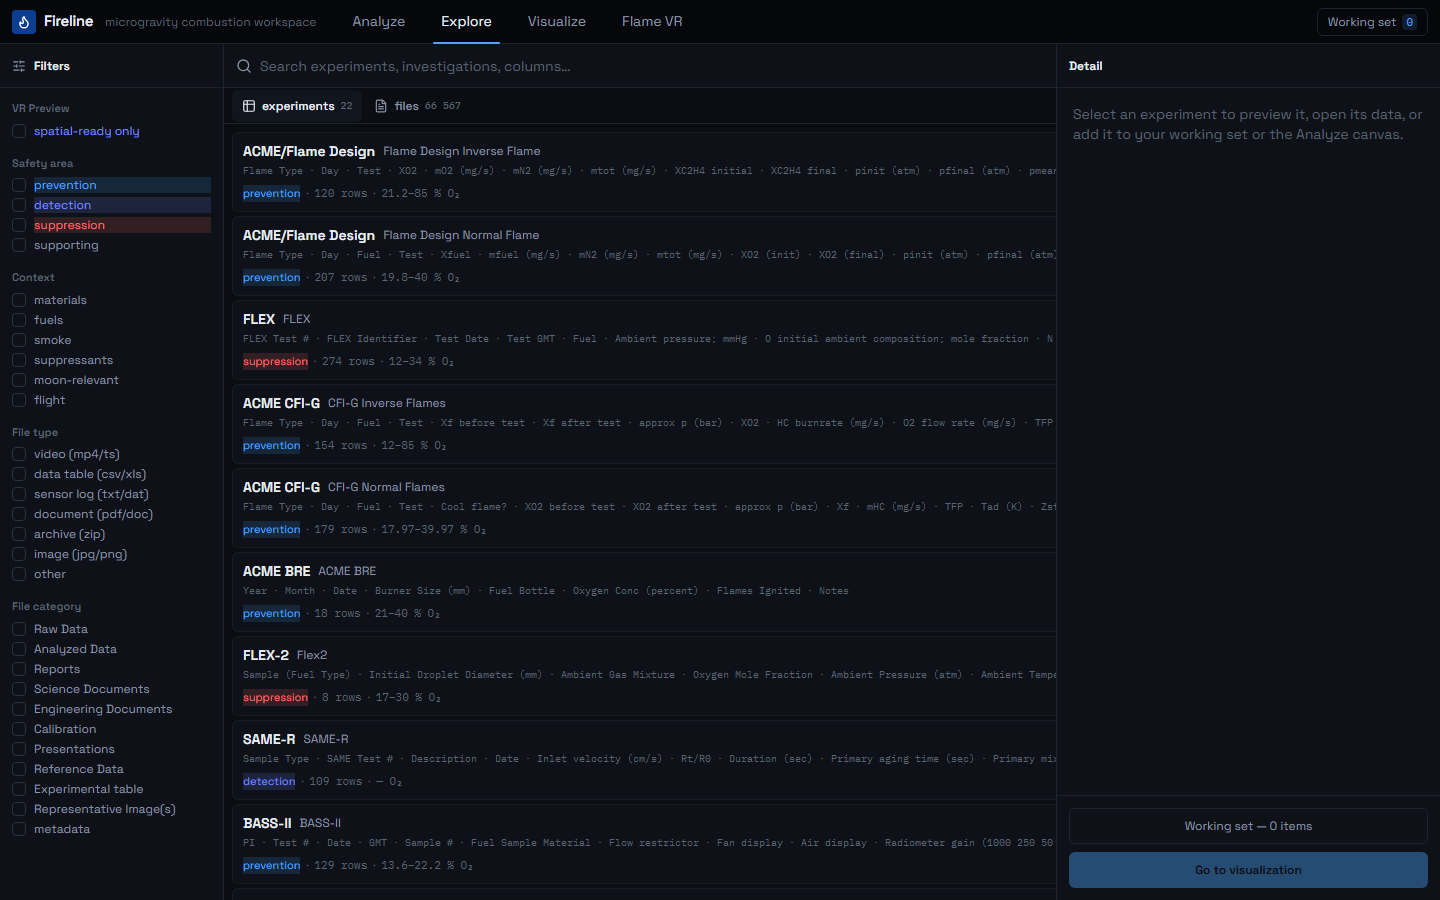 Fireline microgravity combustion workspace Analyze Explore Visualize Flame VR Working set 0
Filters
VR Preview
spatial-ready only
Safety area
prevention
detection
suppression
supporting
Context
materials
fuels
smoke
suppressants
moon-relevant
flight
File type
video (mp4/ts)
data table (csv/xls)
sensor log (txt/dat)
document (pdf/doc)
archive (zip)
image (jpg/png)
other
File category
Raw Data
Analyzed Data
Reports
Science Documents
Engineering Documents
Calibration
Presentations
Reference Data
Experimental table
Representative Image(s)
metadata
Search experiments, investigations, columns...
experiments 22 files 66 567
ACME/Flame Design Flame Design Inverse Flame
Flame Type · Day · Test · XO2 · mO2 (mg/s) · mN2 (mg/s) · mtot (mg/s) · XC2H4 initial · XC2H4 final · pinit (atm) · pfinal (atm) · pmear
prevention · 120 rows · 21.2–85 % O₂
ACME/Flame Design Flame Design Normal Flame
Flame Type · Day · Fuel · Test · Xfuel · mfuel (mg/s) · mN2 (mg/s) · mtot (mg/s) · XO2 (init) · XO2 (final) · pinit (atm) · pfinal (atm)
prevention · 207 rows · 19.8–40 % O₂
FLEX FLEX
FLEX Test # · FLEX Identifier · Test Date · Test GMT · Fuel · Ambient pressure; mmHg · O initial ambient composition; mole fraction · N
suppression · 274 rows · 12–34 % O₂
ACME CFI-G CFI-G Inverse Flames
Flame Type · Day · Fuel · Test · Xf before test · Xf after test · approx p (bar) · XO2 · HC burnrate (mg/s) · O2 flow rate (mg/s) · TFP
prevention · 154 rows · 12–85 % O₂
ACME CFI-G CFI-G Normal Flames
Flame Type · Day · Fuel · Test · Cool flame? · XO2 before test · XO2 after test · approx p (bar) · Xf · mHC (mg/s) · TFP · Tad (K) · Zst
prevention · 179 rows · 17.97–39.97 % O₂
ACME BRE ACME BRE
Year · Month · Date · Burner Size (mm) · Fuel Bottle · Oxygen Conc (percent) · Flames Ignited · Notes
prevention · 18 rows · 21–40 % O₂
FLEX-2 Flex2
Sample (Fuel Type) · Initial Droplet Diameter (mm) · Ambient Gas Mixture · Oxygen Mole Fraction · Ambient Pressure (atm) · Ambient Tempe
suppression · 8 rows · 17–30 % O₂
SAME-R SAME-R
Sample Type · SAME Test # · Description · Date · Inlet velocity (cm/s) · Rt/R0 · Duration (sec) · Primary aging time (sec) · Primary mix
detection · 109 rows · — O₂
BASS-II BASS-II
PI · Test # · Date · GMT · Sample # · Fuel Sample Material · Flow restrictor · Fan display · Air display · Radiometer gain (1000 250 50
prevention · 129 rows · 13.6–22.2 % O₂
Detail
Select an experiment to preview it, open its data, or
add it to your working set or the Analyze canvas.
Working set — 0 items
Go to visualization